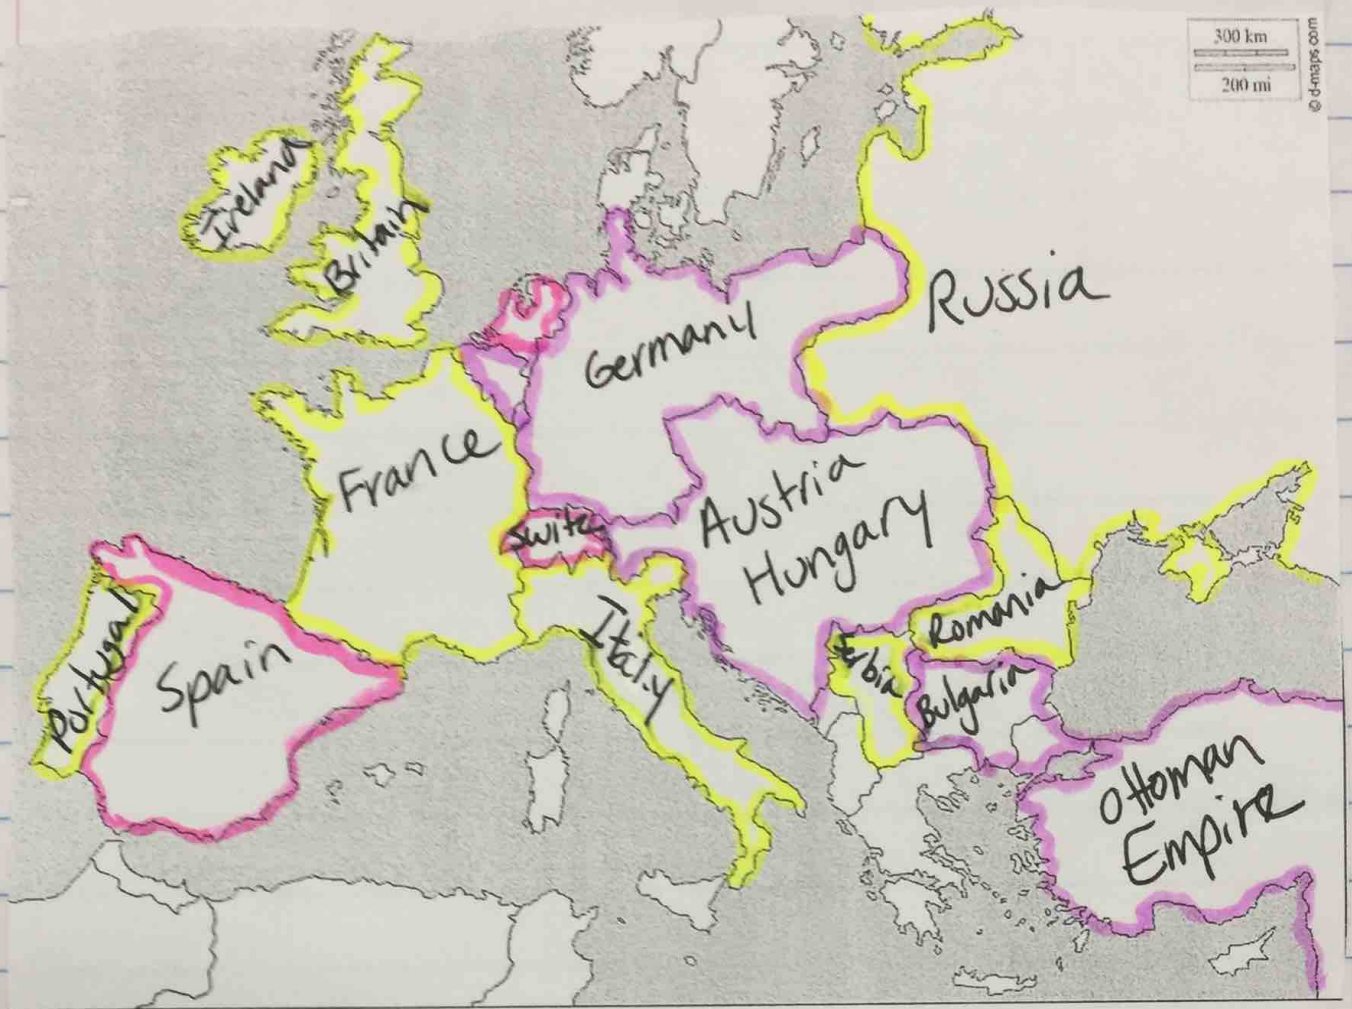 300 km
200 mi
© d-maps.com
Ireland
Britain
Russia
Germany
France
Austria
Hungary
Switz
Portugal
Spain
Italy
Romania
Serbia
Bulgaria
Ottoman
Empire